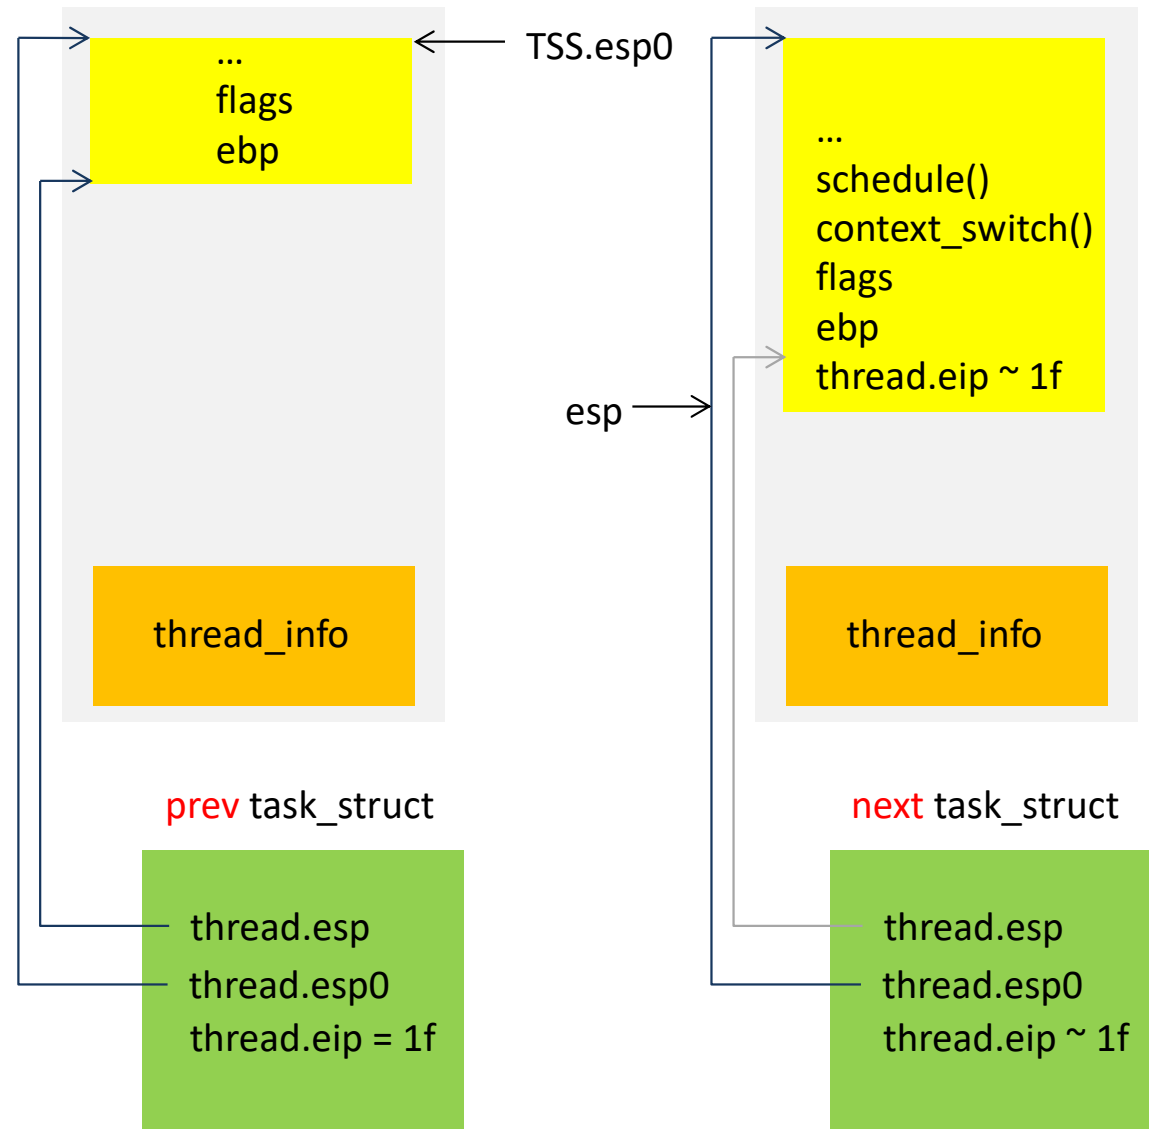 ...
flags
ebp
TSS.esp0
...
schedule()
context_switch()
flags
ebp
thread.eip ~ 1f
esp
thread_info
thread_info
prev task_struct
next task_struct
thread.esp
thread.esp0
thread.eip = 1f
thread.esp
thread.esp0
thread.eip ~ 1f